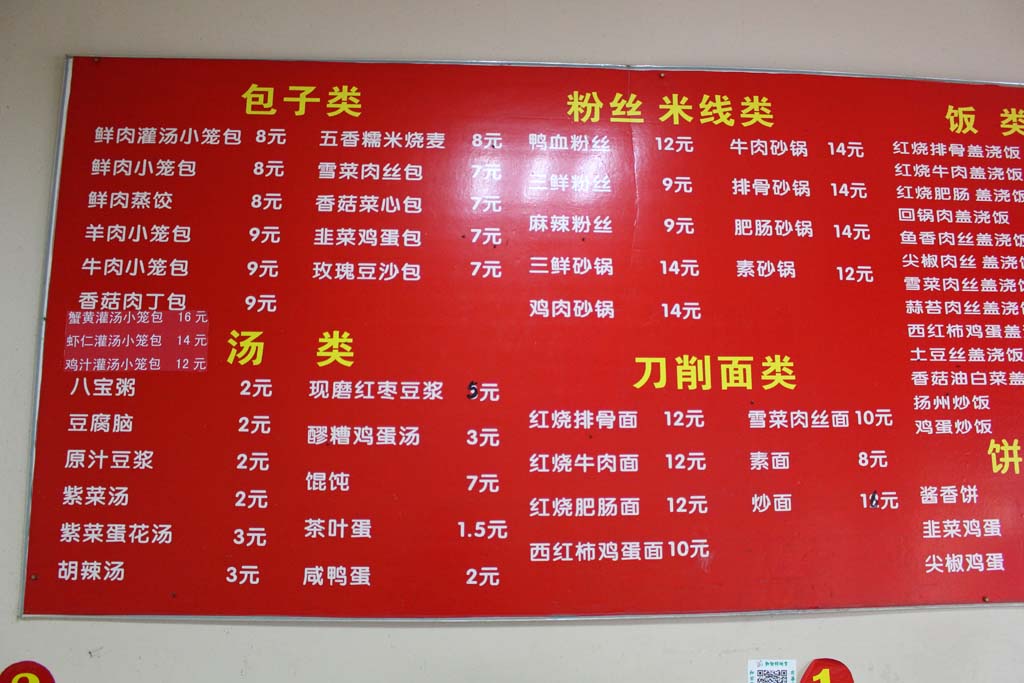 包子类
鲜肉灌汤小笼包 8元
鲜肉小笼包 8元
鲜肉蒸饺 8元
羊肉小笼包 9元
牛肉小笼包 9元
香菇肉丁包 9元
蟹黄灌汤小笼包 16元
虾仁灌汤小笼包 14元
鸡汁灌汤小笼包 12元
五香糯米烧麦 8元
雪菜肉丝包 7元
香菇菜心包 7元
韭菜鸡蛋包 7元
玫瑰豆沙包 7元
汤类
八宝粥 2元
豆腐脑 2元
原汁豆浆 2元
紫菜汤 2元
紫菜蛋花汤 3元
胡辣汤 3元
现磨红枣豆浆 5元
醪糟鸡蛋汤 3元
馄饨 7元
茶叶蛋 1.5元
咸鸭蛋 2元
粉丝 米线类
鸭血粉丝 12元
三鲜粉丝 9元
麻辣粉丝 9元
三鲜砂锅 14元
鸡肉砂锅 14元
牛肉砂锅 14元
排骨砂锅 14元
肥肠砂锅 14元
素砂锅 12元
刀削面类
红烧排骨面 12元
红烧牛肉面 12元
红烧肥肠面 12元
西红柿鸡蛋面 10元
雪菜肉丝面 10元
素面 8元
炒面 12元
饭类
红烧排骨盖浇饭
红烧牛肉盖浇饭
红烧肥肠 盖浇饭
回锅肉盖浇饭
鱼香肉丝盖浇饭
尖椒肉丝 盖浇饭
雪菜肉丝盖浇饭
蒜苔肉丝盖浇饭
西红柿鸡蛋盖
土豆丝盖浇饭
香菇油白菜盖
扬州炒饭
鸡蛋炒饭
饼
酱香饼
韭菜鸡蛋
尖椒鸡蛋
1